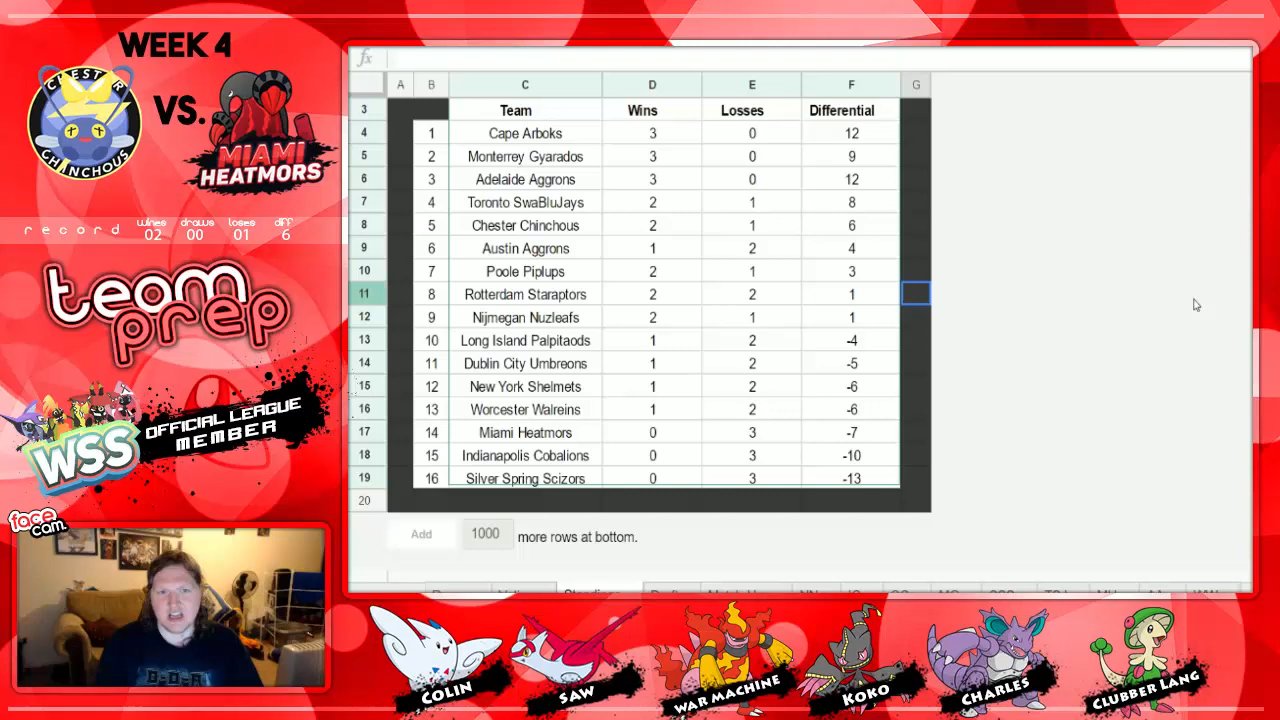 WEEK 4
CHESTER
CHINCHOUS
VS.
MIAMI
HEATMORS
record
wines draws loses diff
02 00 01 6
team
prep
WSS
OFFICIAL LEAGUE
MEMBER
face
cam.
fx
A B C D E F G
3 Team Wins Losses Differential
4 1 Cape Arboks 3 0 12
5 2 Monterrey Gyarados 3 0 9
6 3 Adelaide Aggrons 3 0 12
7 4 Toronto SwaBluJays 2 1 8
8 5 Chester Chinchous 2 1 6
9 6 Austin Aggrons 1 2 4
10 7 Poole Piplups 2 1 3
11 8 Rotterdam Staraptors 2 2 1
12 9 Nijmegan Nuzleafs 2 1 1
13 10 Long Island Palpitaods 1 2 -4
14 11 Dublin City Umbreons 1 2 -5
15 12 New York Shelmets 1 2 -6
16 13 Worcester Walreins 1 2 -6
17 14 Miami Heatmors 0 3 -7
18 15 Indianapolis Cobalions 0 3 -10
19 16 Silver Spring Scizors 0 3 -13
20
Add 1000 more rows at bottom.
COLIN
SAW
WAR MACHINE
KOKO
CHARLES
CLUBBER LANG